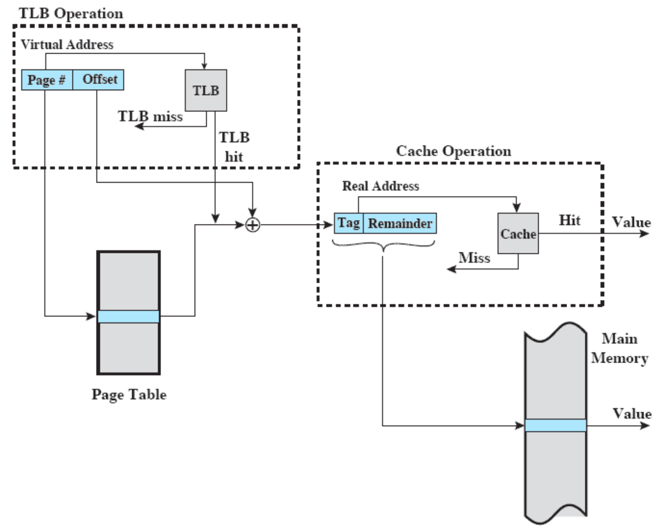 TLB Operation
Virtual Address
Page # Offset
TLB
TLB miss
TLB
hit
Cache Operation
Real Address
Tag Remainder
Cache
Hit
Value
Miss
Page Table
Main
Memory
Value